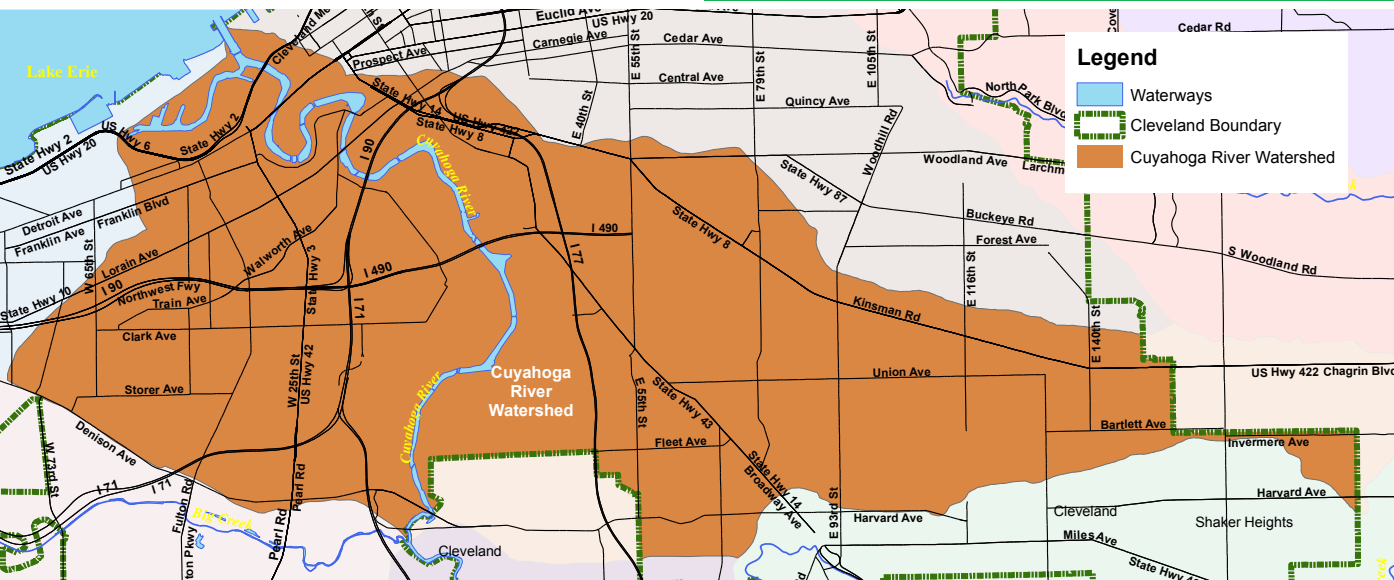 Euclid Ave
US Hwy 20
Carnegie Ave
Prospect Ave
Cedar Ave
Central Ave
Quincy Ave
E 55th St
E 79th St
E 105th St
E 40th St
Cedar Rd
North Park Blvd
Legend
Waterways
Cleveland Boundary
Cuyahoga River Watershed
Lake Erie
State Hwy 2
US Hwy 20
US Hwy 6
State Hwy 2
State Hwy 14
US Hwy 422
State Hwy 8
I 90
Cuyahoga River
Woodland Ave
Woodhill Rd
State Hwy 87
Buckeye Rd
Forest Ave
S Woodland Rd
Detroit Ave
Franklin Blvd
Franklin Ave
Lorain Ave
W 65th St
Walworth Ave
State Hwy 3
I 490
I 490
I 77
State Hwy 8
State Hwy 10
I 90
Northwest Fwy
Train Ave
I 71
Clark Ave
Kinsman Rd
E 116th St
E 140th St
Storer Ave
W 25th St
US Hwy 42
Cuyahoga River
Cuyahoga
River
Watershed
E 55th St
State Hwy 43
Union Ave
US Hwy 422 Chagrin Blvd
Bartlett Ave
Fleet Ave
Invermere Ave
Denison Ave
W 73rd St
I 71
I 71
Fulton Rd
Pearl Rd
Pearl Rd
Big Creek
State Hwy 14
Broadway Ave
E 93rd St
Harvard Ave
Harvard Ave
Cleveland
Shaker Heights
Miles Ave
Cleveland